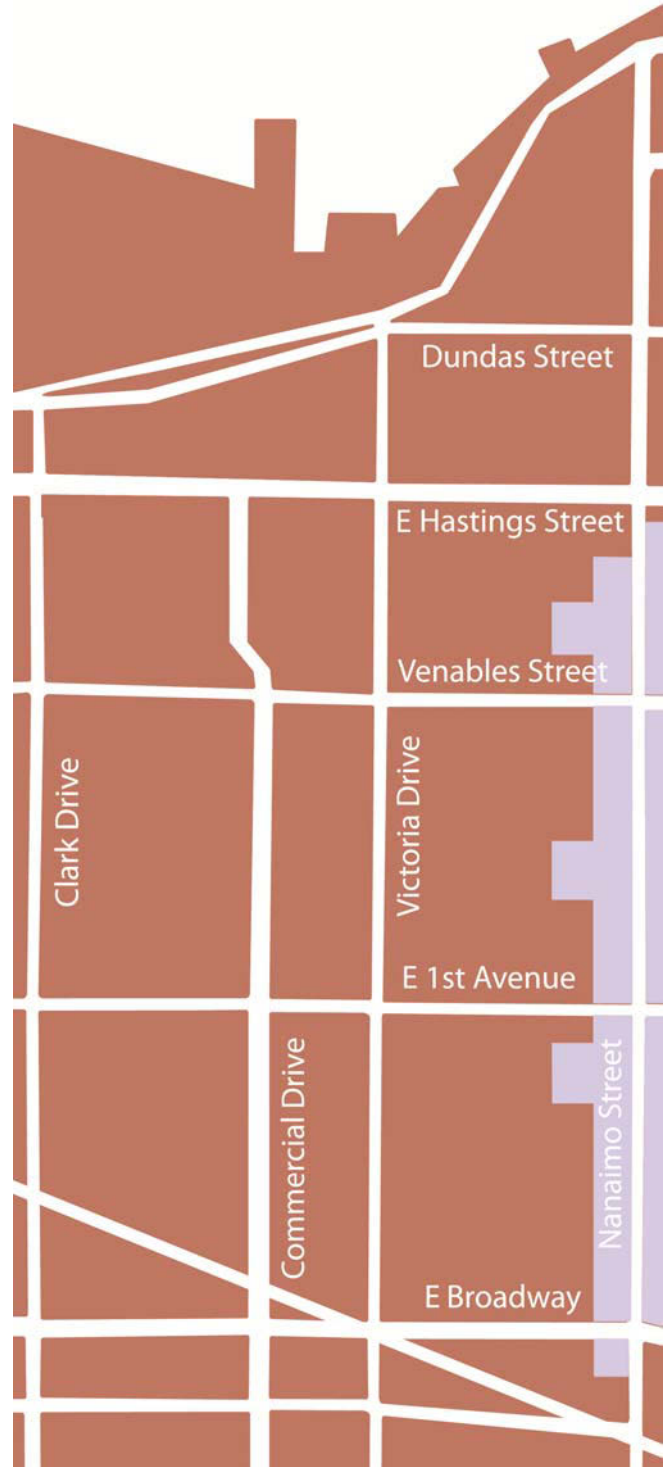 Dundas Street
E Hastings Street
Venables Street
Clark Drive
Victoria Drive
E 1st Avenue
Commercial Drive
Nanaimo Street
E Broadway